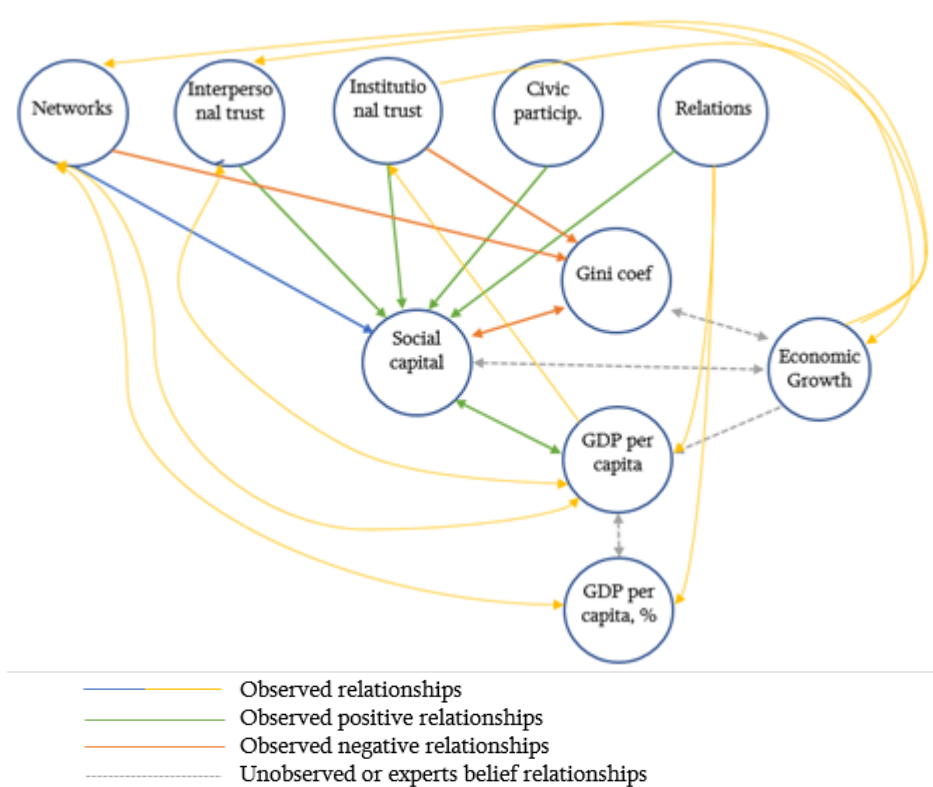 Networks
Interperso
nal trust
Institutio
nal trust
Civic
particip.
Relations
Gini coef
Social
capital
Economic
Growth
GDP per
capita
GDP per
capita, %
Observed relationships
Observed positive relationships
Observed negative relationships
Unobserved or experts belief relationships